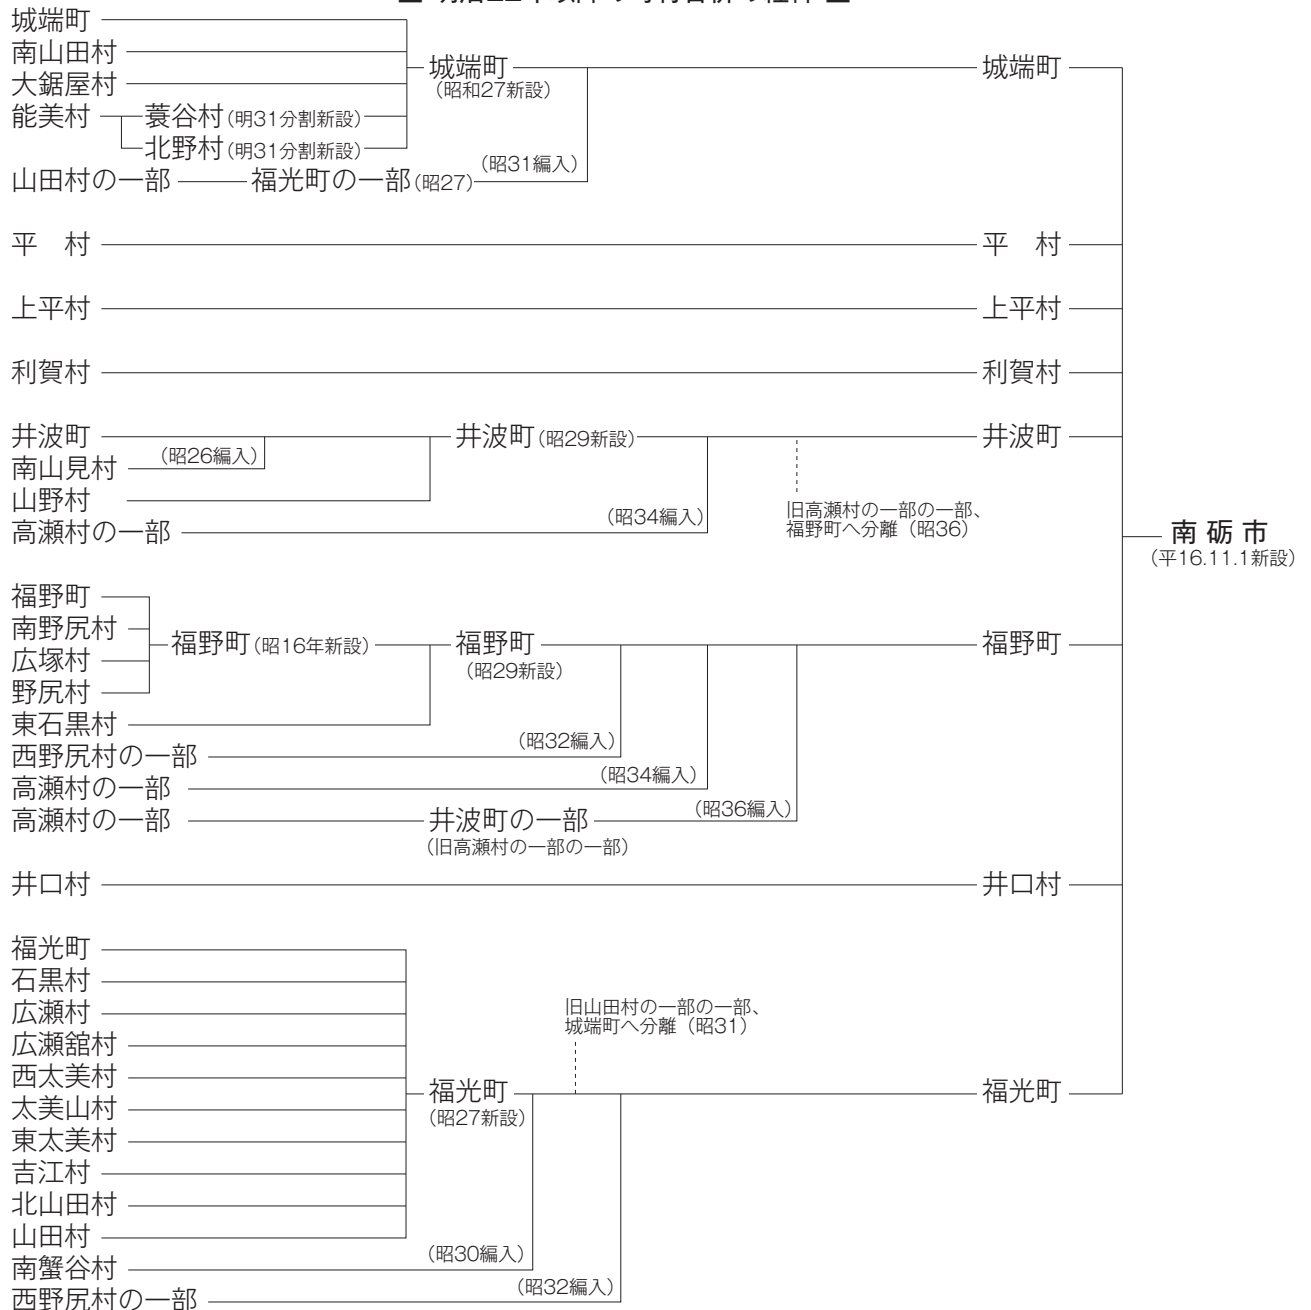 城端町
南山田村
大鋸屋村
能美村
蓑谷村(明31分割新設)
北野村(明31分割新設)
城端町
(昭和27新設)
城端町
山田村の一部
福光町の一部(昭27)
(昭31編入)
平　村
平　村
上平村
上平村
利賀村
利賀村
井波町
南山見村
(昭26編入)
山野村
高瀬村の一部
井波町(昭29新設)
(昭34編入)
旧高瀬村の一部の一部、
福野町へ分離（昭36）
井波町
南 砺 市
(平16.11.1新設)
福野町
南野尻村
広塚村
野尻村
福野町(昭16年新設)
東石黒村
福野町
(昭29新設)
西野尻村の一部
(昭32編入)
高瀬村の一部
(昭34編入)
高瀬村の一部
井波町の一部
(旧高瀬村の一部の一部)
(昭36編入)
福野町
井口村
井口村
福光町
石黒村
広瀬村
広瀬舘村
西太美村
太美山村
東太美村
吉江村
北山田村
山田村
南蟹谷村
西野尻村の一部
福光町
(昭27新設)
旧山田村の一部の一部、
城端町へ分離（昭31）
(昭30編入)
(昭32編入)
福光町